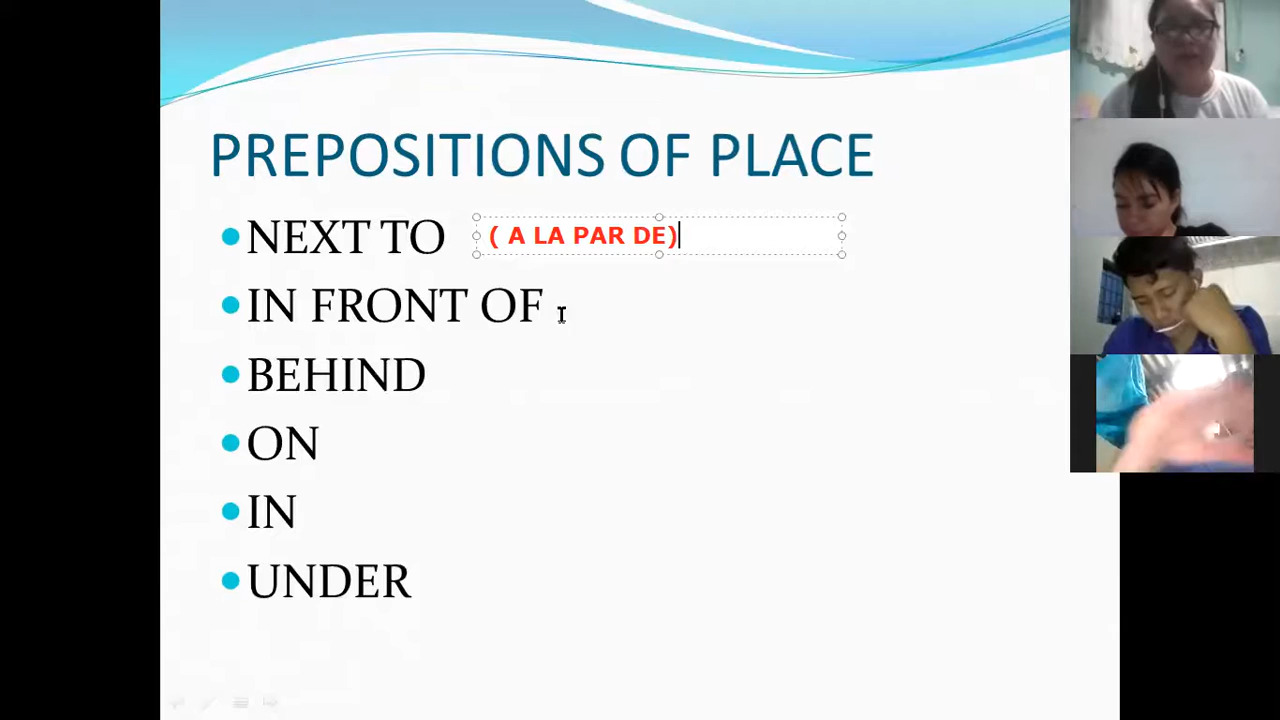 PREPOSITIONS OF PLACE
NEXT TO ( A LA PAR DE)
IN FRONT OF
BEHIND
ON
IN
UNDER